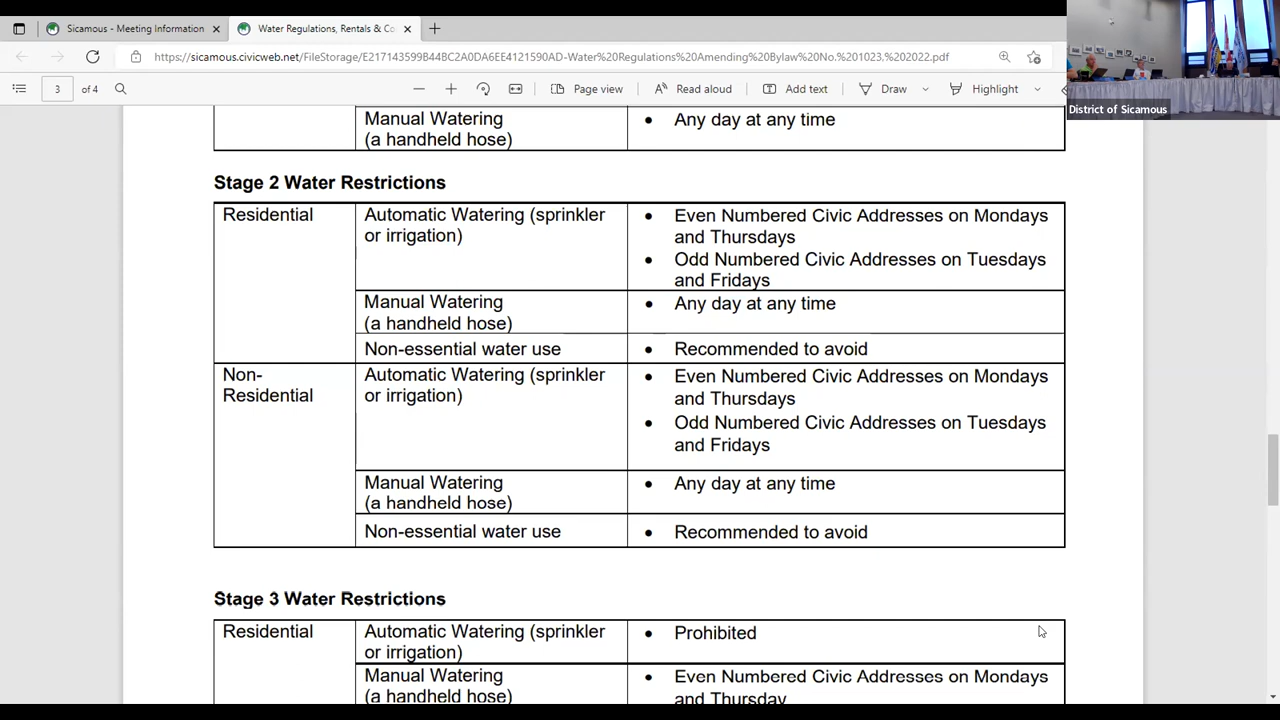 Sicamous - Meeting Information
Water Regulations, Rentals & Co
https://sicamous.civicweb.net/FileStorage/E217143599B44BC2A0DA6EE4121590AD-Water%20Regulations%20Amending%20Bylaw%20No.%201023,%202022.pdf
3 of 4
Page view
Read aloud
Add text
Draw
Highlight
District of Sicamous
Manual Watering
(a handheld hose)
• Any day at any time
Stage 2 Water Restrictions
Residential
Automatic Watering (sprinkler
or irrigation)
• Even Numbered Civic Addresses on Mondays
and Thursdays
• Odd Numbered Civic Addresses on Tuesdays
and Fridays
Manual Watering
(a handheld hose)
• Any day at any time
Non-essential water use
• Recommended to avoid
Non-
Residential
Automatic Watering (sprinkler
or irrigation)
• Even Numbered Civic Addresses on Mondays
and Thursdays
• Odd Numbered Civic Addresses on Tuesdays
and Fridays
Manual Watering
(a handheld hose)
• Any day at any time
Non-essential water use
• Recommended to avoid
Stage 3 Water Restrictions
Residential
Automatic Watering (sprinkler
or irrigation)
• Prohibited
Manual Watering
(a handheld hose)
• Even Numbered Civic Addresses on Mondays
and Thursday